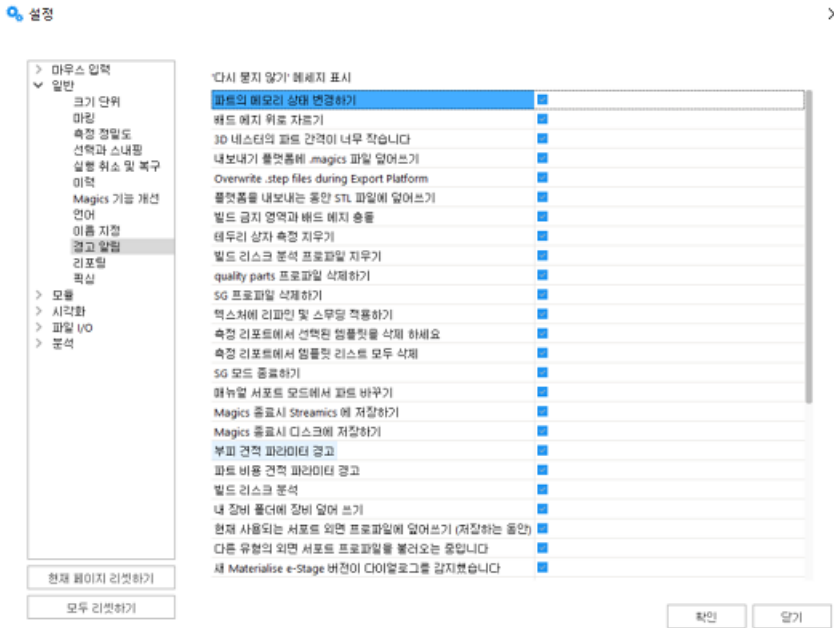 설정
마우스 입력
일반
크기 단위
마킹
측정 정밀도
선택과 스내핑
실행 취소 및 복구
이력
Magics 기능 개선
언어
이름 지정
경고 알림
리포팅
픽싱
모듈
시각화
파일 I/O
분석
현재 페이지 리셋하기
모두 리셋하기
'다시 묻지 않기' 메세지 표시
파트의 메모리 상태 변경하기
배드 에지 위로 자르기
3D 네스터의 파트 간격이 너무 작습니다
내보내기 플랫폼에 .magics 파일 덮어쓰기
Overwrite .step files during Export Platform
플랫폼을 내보내는 동안 STL 파일에 덮어쓰기
빌드 금지 영역과 배드 에지 충돌
테두리 상자 측정 지우기
빌드 리스크 분석 프로파일 지우기
quality parts 프로파일 삭제하기
SG 프로파일 삭제하기
텍스처에 리파인 및 스무딩 적용하기
측정 리포트에서 선택된 템플릿을 삭제 하세요
측정 리포트에서 템플릿 리스트 모두 삭제
SG 모드 종료하기
매뉴얼 서포트 모드에서 파트 바꾸기
Magics 종료시 Streamics 에 저장하기
Magics 종료시 디스크에 저장하기
부피 견적 파라미터 경고
파트 비용 견적 파라미터 경고
빌드 리스크 분석
내 장비 폴더에 장비 덮어 쓰기
현재 사용되는 서포트 외면 프로파일에 덮어쓰기 (저장하는 동안)
다른 유형의 외면 서포트 프로파일을 불러오는 중입니다
새 Materialise e-Stage 버전이 다이얼로그를 감지했습니다
확인
닫기